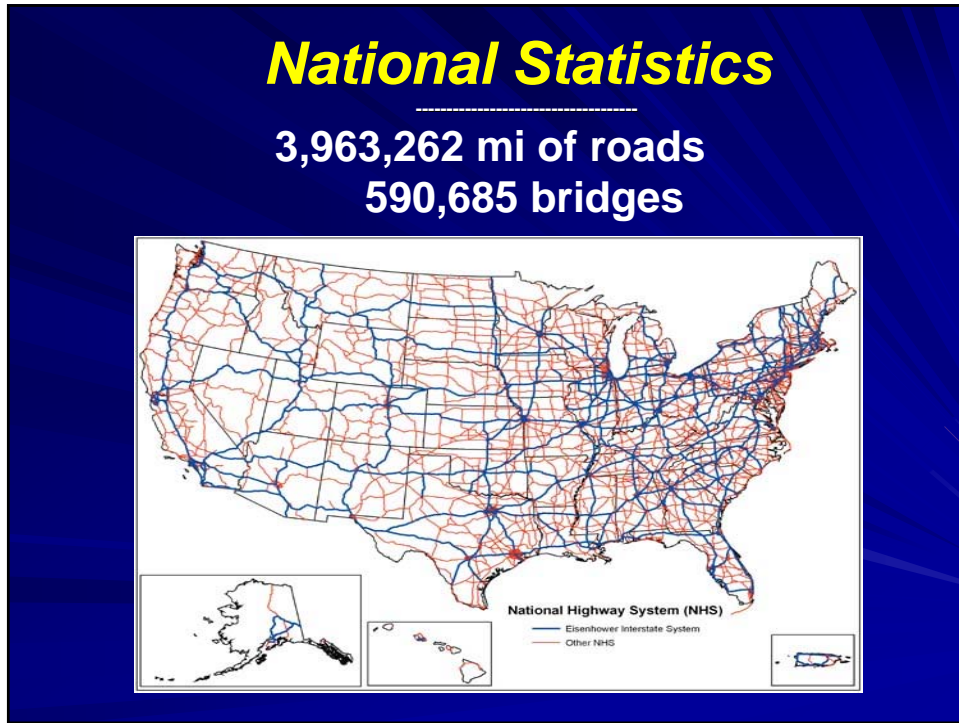 National Statistics
------------------------------------
3,963,262 mi of roads
590,685 bridges
National Highway System (NHS)
Eisenhower Interstate System
Other NHS